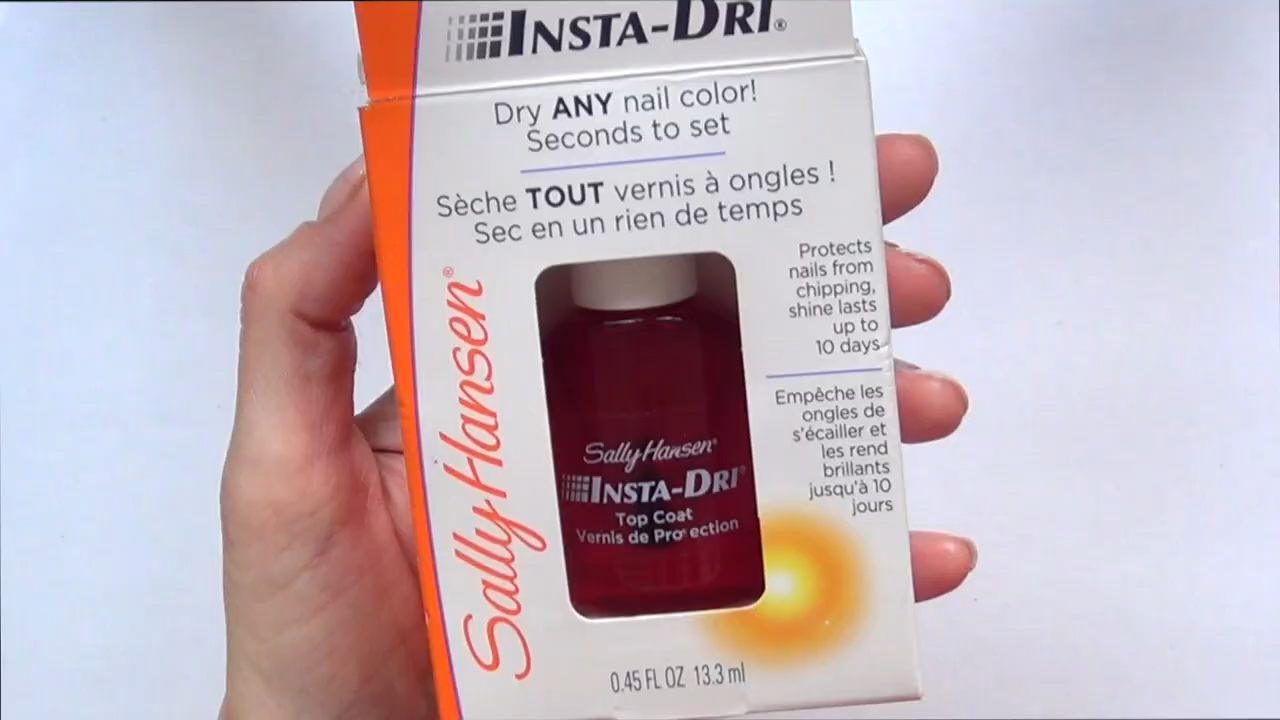 INSTA-DRI®
Dry ANY nail color!
Seconds to set
Sèche TOUT vernis à ongles !
Sec en un rien de temps
Sally Hansen®
Protects
nails from
chipping,
shine lasts
up to
10 days
Empêche les
ongles de
s'écailler et
les rend
brillants
jusqu'à 10
jours
Sally Hansen®
INSTA-DRI®
Top Coat
Vernis de Protection
0.45 FL OZ 13.3 ml